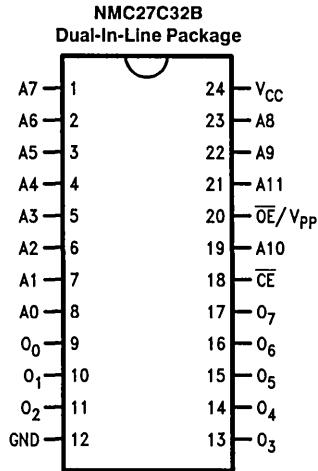 NMC27C32B
Dual-In-Line Package
A7 1 24 VCC
A6 2 23 A8
A5 3 22 A9
A4 4 21 A11
A3 5 20 O̅E̅/VPP
A2 6 19 A10
A1 7 18 C̅E̅
A0 8 17 O7
O0 9 16 O6
O1 10 15 O5
O2 11 14 O4
GND 12 13 O3